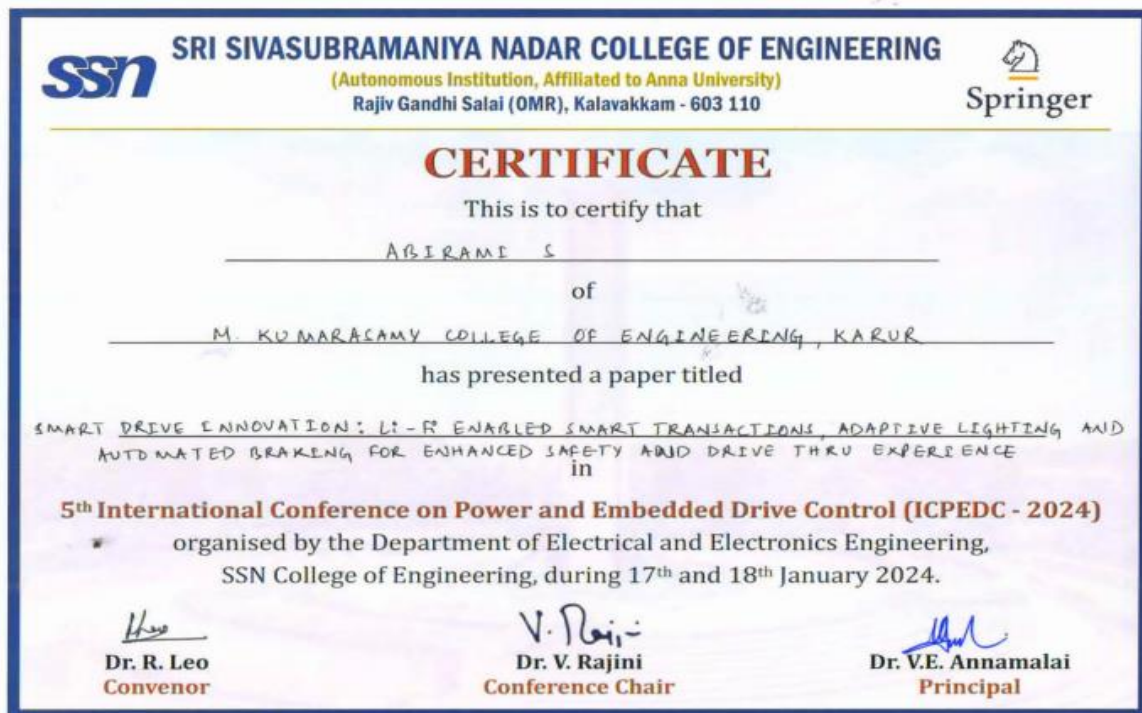 ssn
SRI SIVASUBRAMANIYA NADAR COLLEGE OF ENGINEERING
(Autonomous Institution, Affiliated to Anna University)
Rajiv Gandhi Salai (OMR), Kalavakkam - 603 110
Springer
CERTIFICATE
This is to certify that
ABIRAMI S
of
M. KUMARASAMY COLLEGE OF ENGINEERING, KARUR
has presented a paper titled
SMART DRIVE INNOVATION: Li-Fi ENABLED SMART TRANSACTIONS, ADAPTIVE LIGHTING AND
AUTOMATED BRAKING FOR ENHANCED SAFETY AND DRIVE THRU EXPERIENCE
in
5th International Conference on Power and Embedded Drive Control (ICPEDC - 2024)
organised by the Department of Electrical and Electronics Engineering,
SSN College of Engineering, during 17th and 18th January 2024.
V. Rajini
Dr. R. Leo
Convenor
Dr. V. Rajini
Conference Chair
Dr. V.E. Annamalai
Principal